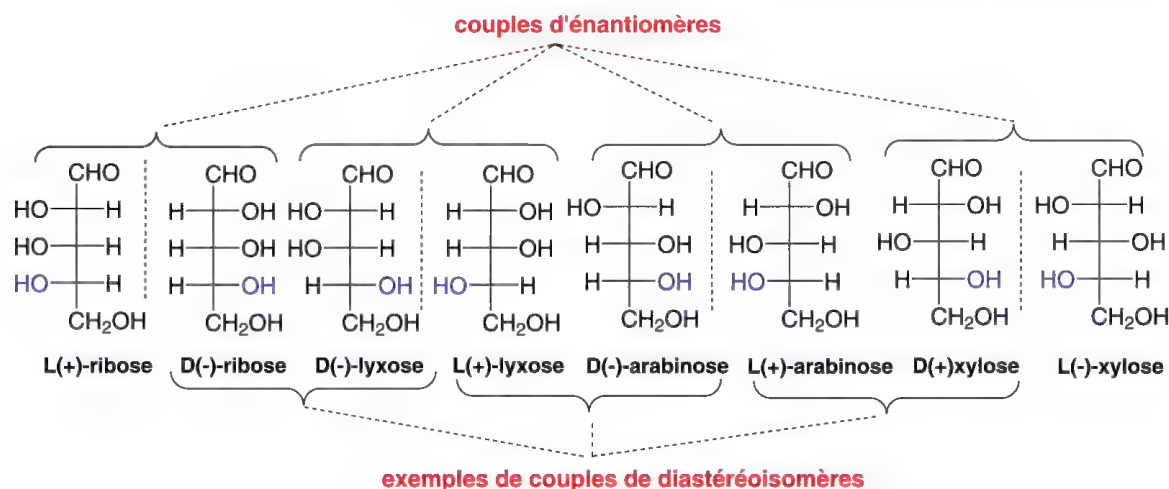 couples d'énantiomères
CHO CHO CHO CHO CHO CHO CHO CHO
HO H H OH HO H H OH HO H H OH H OH HO H
HO H H OH HO H H OH H OH HO H HO H H OH
HO H H OH H OH HO H H OH HO H H OH HO H
CH₂OH CH₂OH CH₂OH CH₂OH CH₂OH CH₂OH CH₂OH CH₂OH
L(+)-ribose D(-)-ribose D(-)-lyxose L(+)-lyxose D(-)-arabinose L(+)-arabinose D(+)xylose L(-)-xylose
exemples de couples de diastéréoisomères